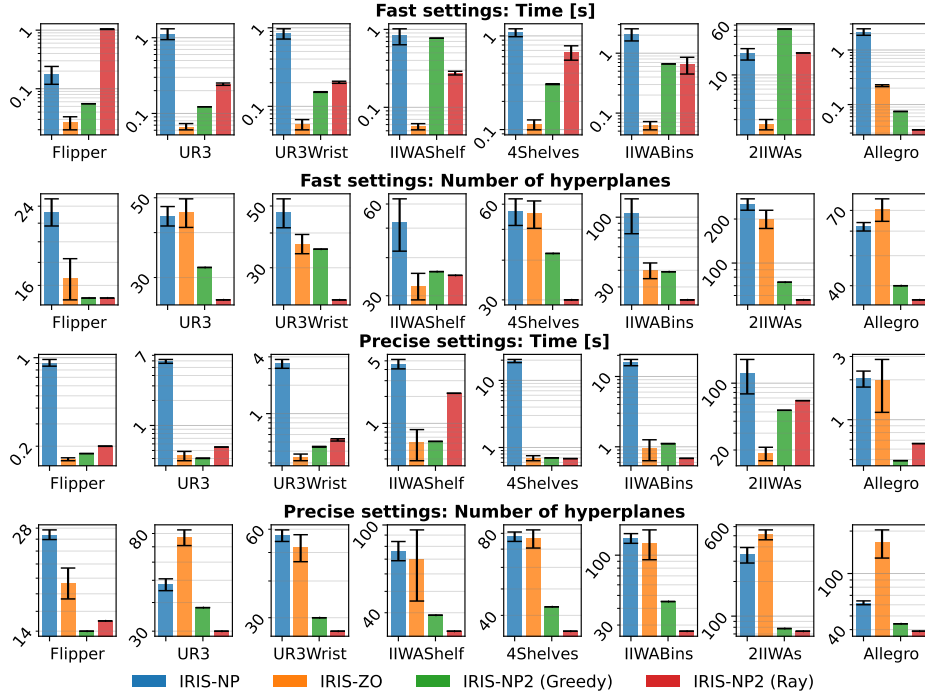 Fast settings: Time [s]
1
0.1
Flipper
1
0.1
UR3
1
0.1
UR3Wrist
1
0.1
IIWAShelf
1
0.1
4Shelves
1
0.1
IIWABins
60
10
2IIWAs
1
0.1
Allegro
Fast settings: Number of hyperplanes
24
16
Flipper
50
30
UR3
50
30
UR3Wrist
60
30
IIWAShelf
60
30
4Shelves
100
30
IIWABins
200
100
2IIWAs
70
40
Allegro
Precise settings: Time [s]
1
0.2
Flipper
7
1
UR3
4
1
UR3Wrist
5
1
IIWAShelf
10
1
4Shelves
10
1
IIWABins
100
20
2IIWAs
3
1
Allegro
Precise settings: Number of hyperplanes
28
14
Flipper
80
30
UR3
60
30
UR3Wrist
100
40
IIWAShelf
80
40
4Shelves
100
30
IIWABins
600
100
2IIWAs
100
40
Allegro
IRIS-NP
IRIS-ZO
IRIS-NP2 (Greedy)
IRIS-NP2 (Ray)